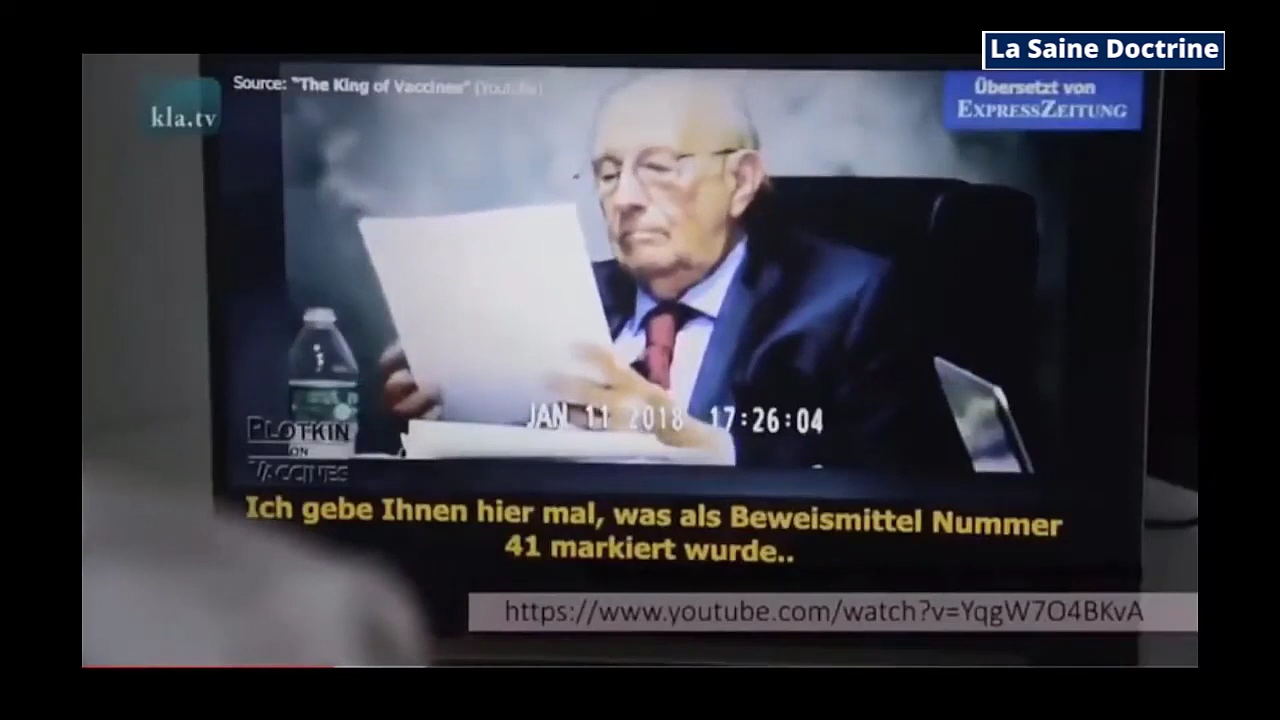 La Saine Doctrine
Source: "The King of Vaccines" (Youtube)
kla.tv
Übersetzt von
EXPRESSZEITUNG
JAN 11 2018 17:26:04
PLOTKIN
ON
VACCINES
Ich gebe Ihnen hier mal, was als Beweismittel Nummer
41 markiert wurde..
https://www.youtube.com/watch?v=YqgW7O4BKvA